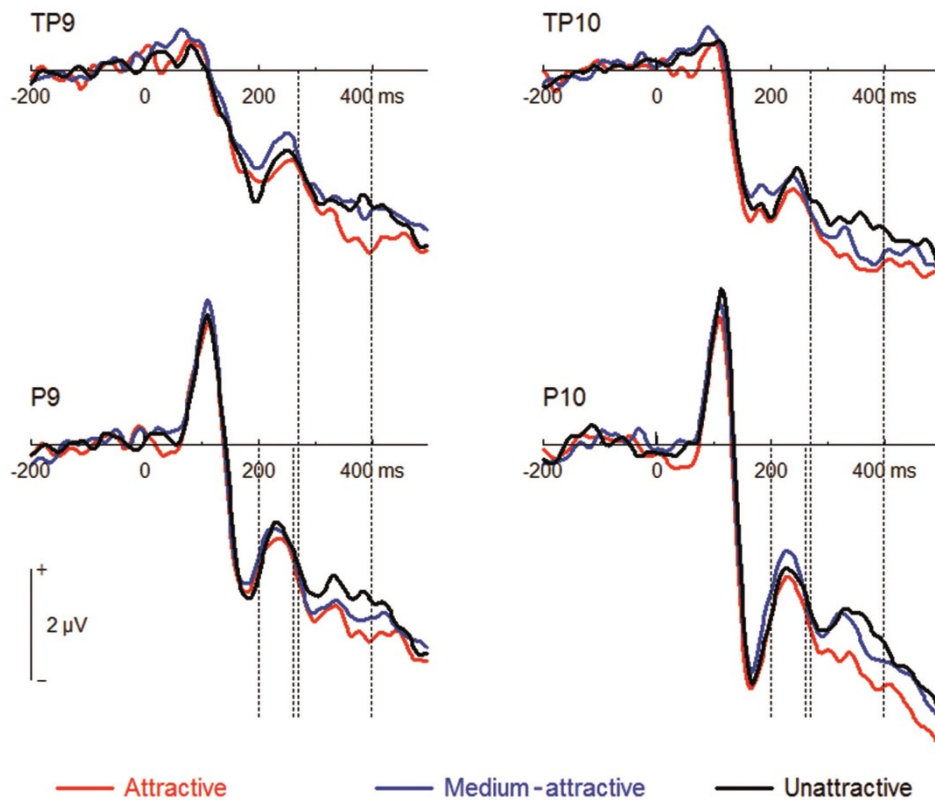 TP9 TP10
-200 0 200 400 ms -200 0 200 400 ms
P9 P10
-200 0 200 400 ms -200 0 200 400 ms
+
2 µV
−
Attractive Medium-attractive Unattractive